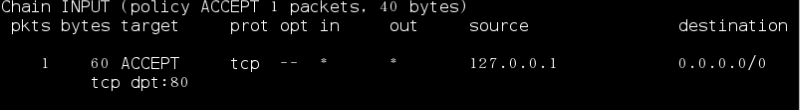 Chain INPUT (policy ACCEPT 1 packets, 40 bytes)
pkts bytes target prot opt in out source destination
1 60 ACCEPT tcp -- * * 127.0.0.1 0.0.0.0/0
tcp dpt:80